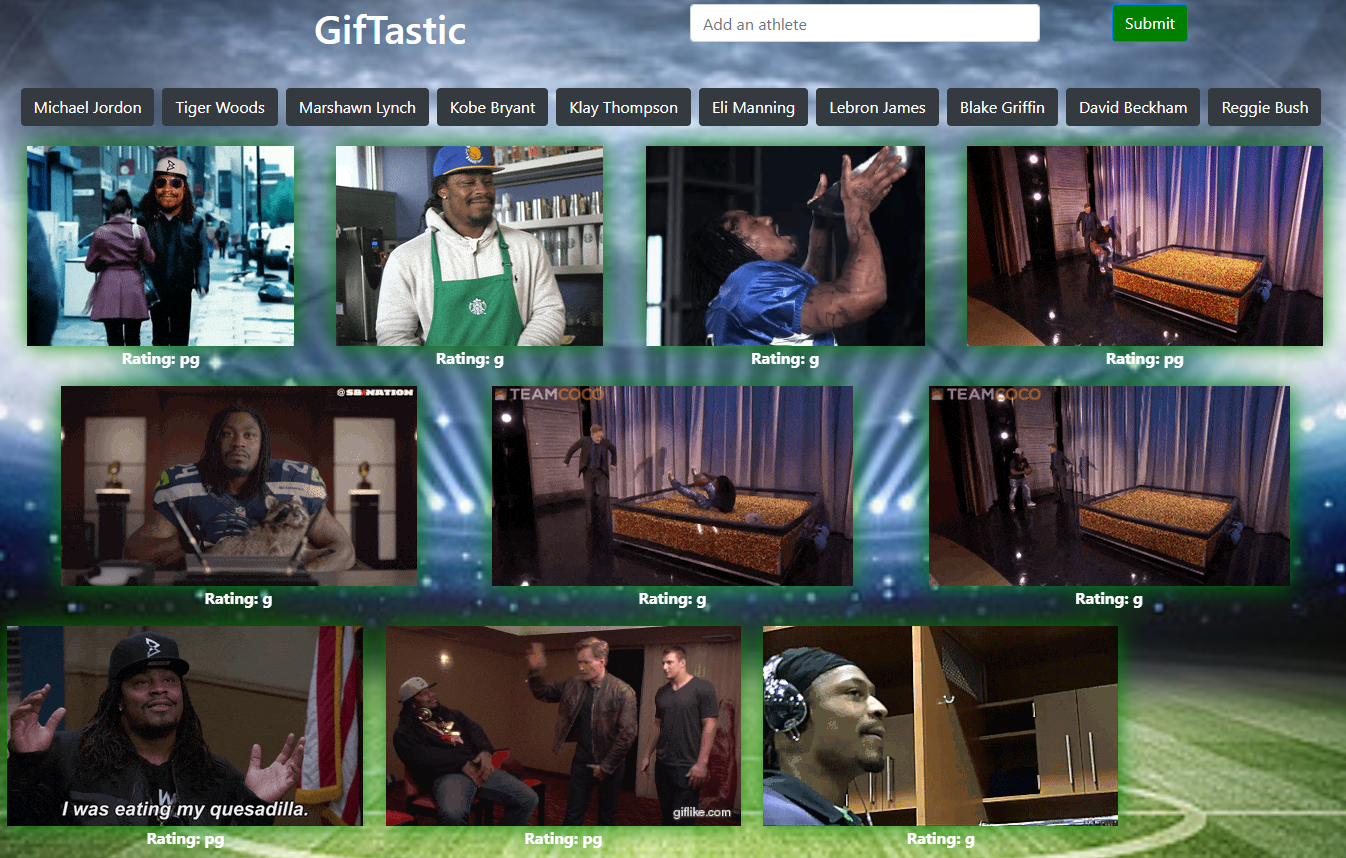 GifTastic
Add an athlete
Submit
Michael Jordon
Tiger Woods
Marshawn Lynch
Kobe Bryant
Klay Thompson
Eli Manning
Lebron James
Blake Griffin
David Beckham
Reggie Bush
Rating: pg
Rating: g
Rating: g
Rating: pg
@SBNATION
TEAMCOCO
TEAMCOCO
Rating: g
Rating: g
Rating: g
I was eating my quesadilla.
giflike.com
Rating: pg
Rating: pg
Rating: g